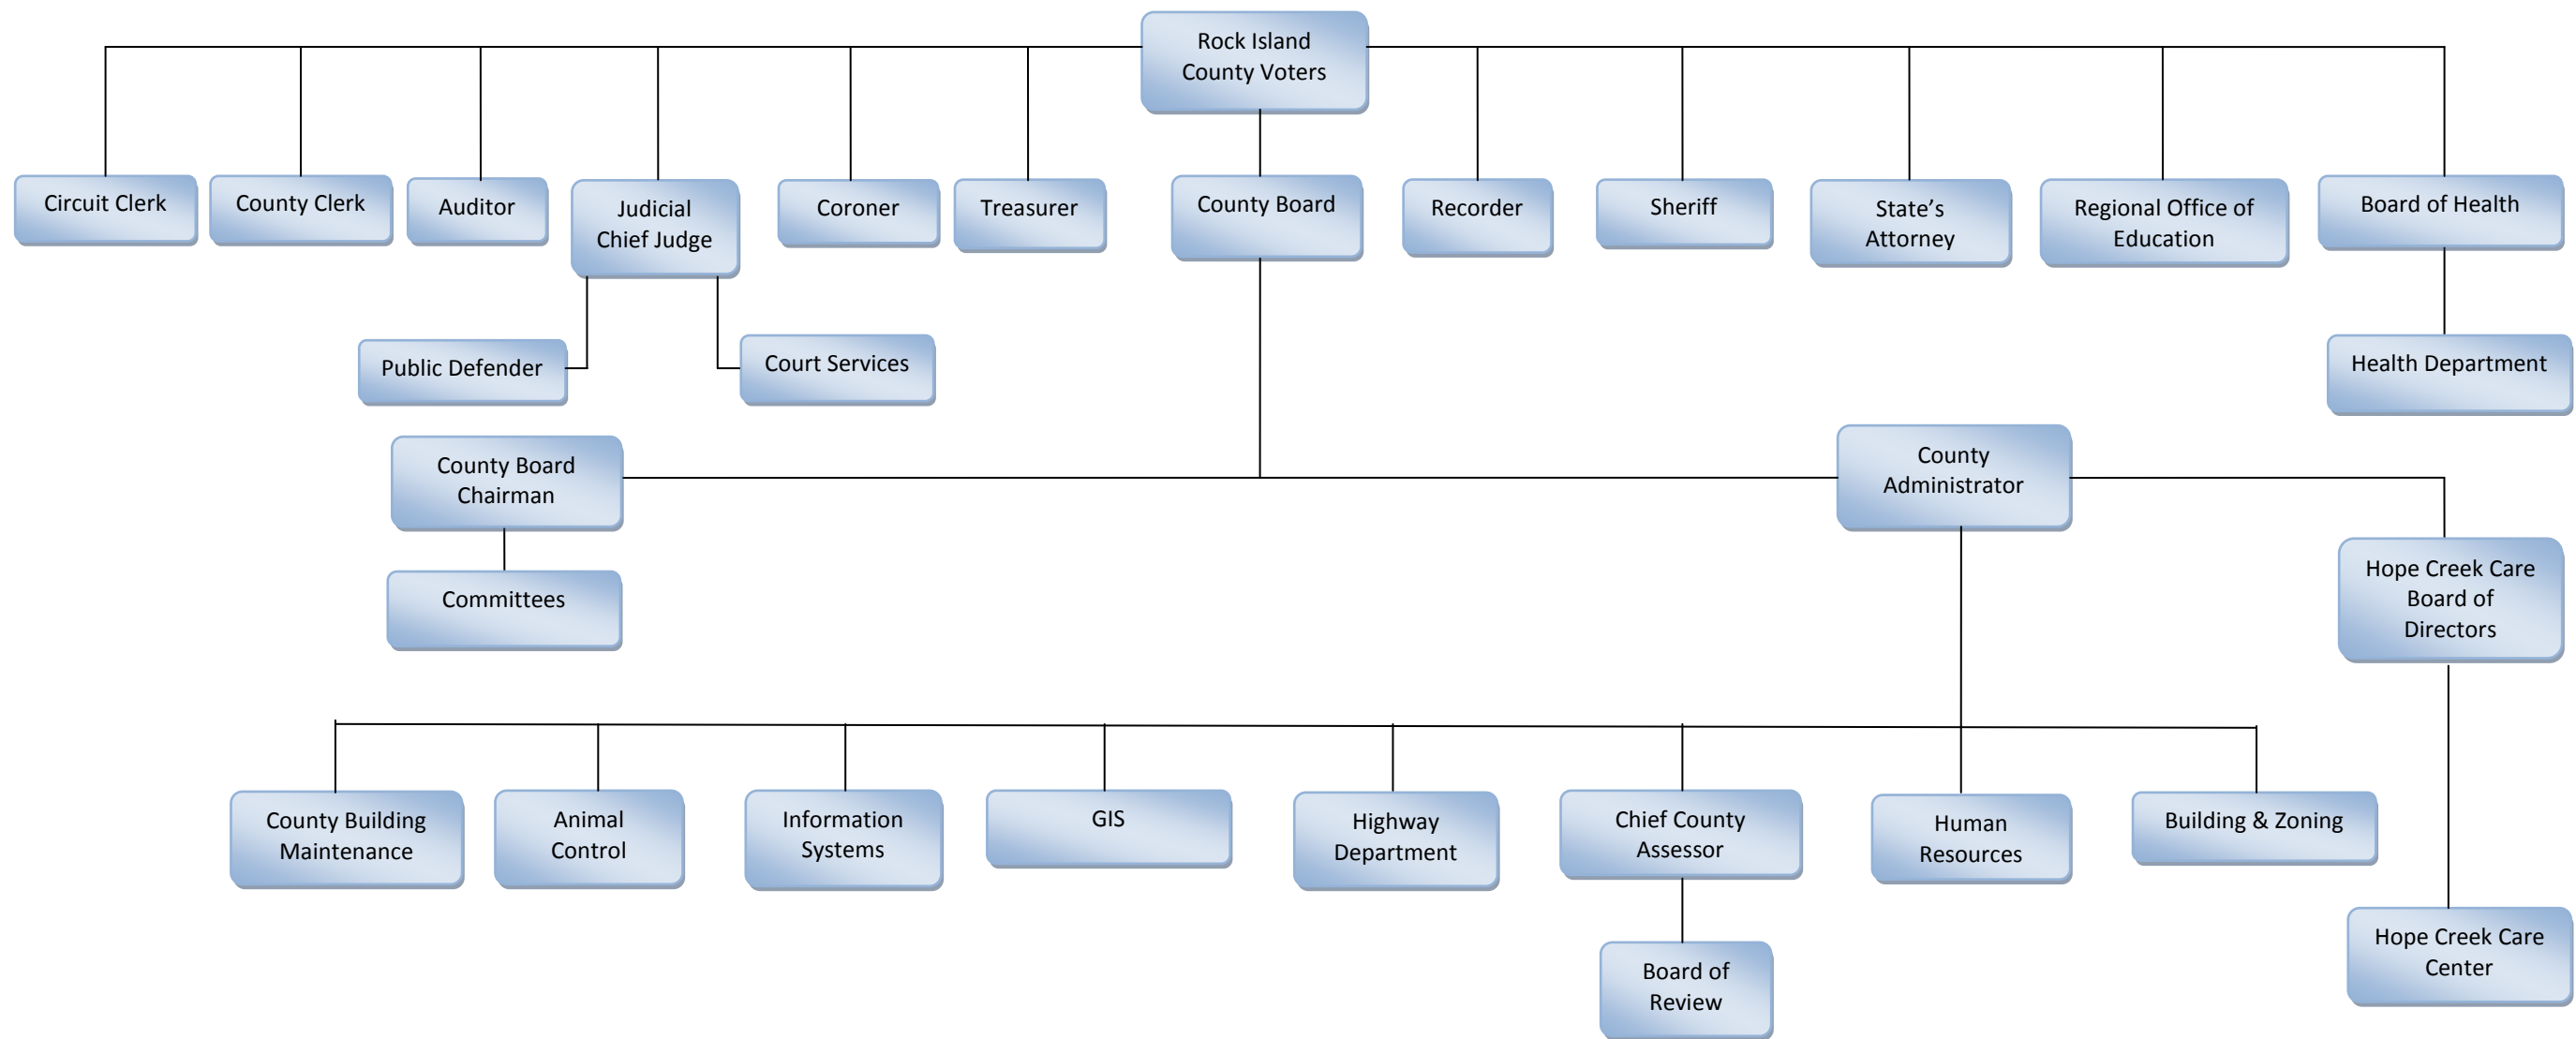 Rock Island
County Voters
Circuit Clerk
County Clerk
Auditor
Judicial
Chief Judge
Coroner
Treasurer
County Board
Recorder
Sheriff
State’s
Attorney
Regional Office of
Education
Board of Health
Public Defender
Court Services
Health Department
County Board
Chairman
County
Administrator
Committees
Hope Creek Care
Board of
Directors
County Building
Maintenance
Animal
Control
Information
Systems
GIS
Highway
Department
Chief County
Assessor
Human
Resources
Building & Zoning
Board of
Review
Hope Creek Care
Center